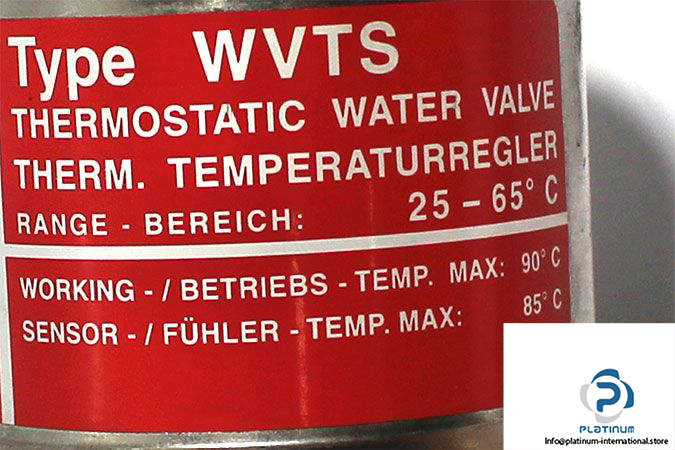 Type WVTS
THERMOSTATIC WATER VALVE
THERM. TEMPERATURREGLER
RANGE - BEREICH: 25 – 65° C
WORKING - / BETRIEBS - TEMP. MAX: 90° C
SENSOR - / FÜHLER - TEMP. MAX: 85° C
PLATINUM
Info@platinum-international.store